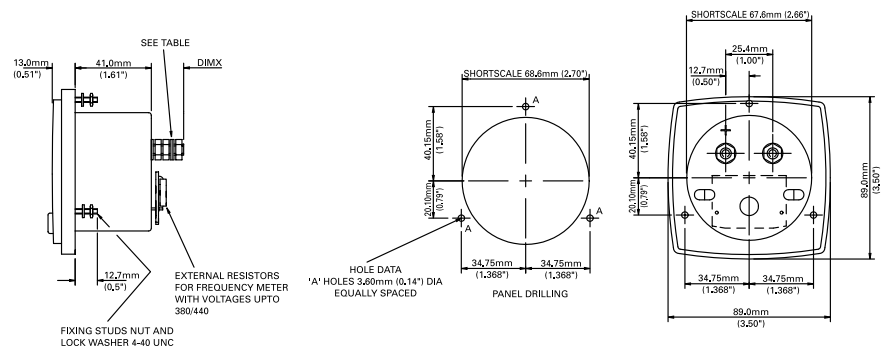 SEE TABLE
13.0mm
(0.51")
41.0mm
(1.61")
DIMX
12.7mm
(0.5")
EXTERNAL RESISTORS
FOR FREQUENCY METER
WITH VOLTAGES UPTO
380/440
FIXING STUDS NUT AND
LOCK WASHER 4-40 UNC
SHORTSCALE 68.6mm (2.70")
A
40.15mm
(1.58")
20.10mm
(0.79")
A
A
34.75mm
(1.368")
34.75mm
(1.368")
HOLE DATA
'A' HOLES 3.60mm (0.14") DIA
EQUALLY SPACED
PANEL DRILLING
SHORTSCALE 67.6mm (2.66")
25.4mm
(1.00")
12.7mm
(0.50")
40.15mm
(1.58")
20.10mm
(0.79")
+
89.0mm
(3.50")
34.75mm
(1.368")
34.75mm
(1.368")
89.0mm
(3.50")